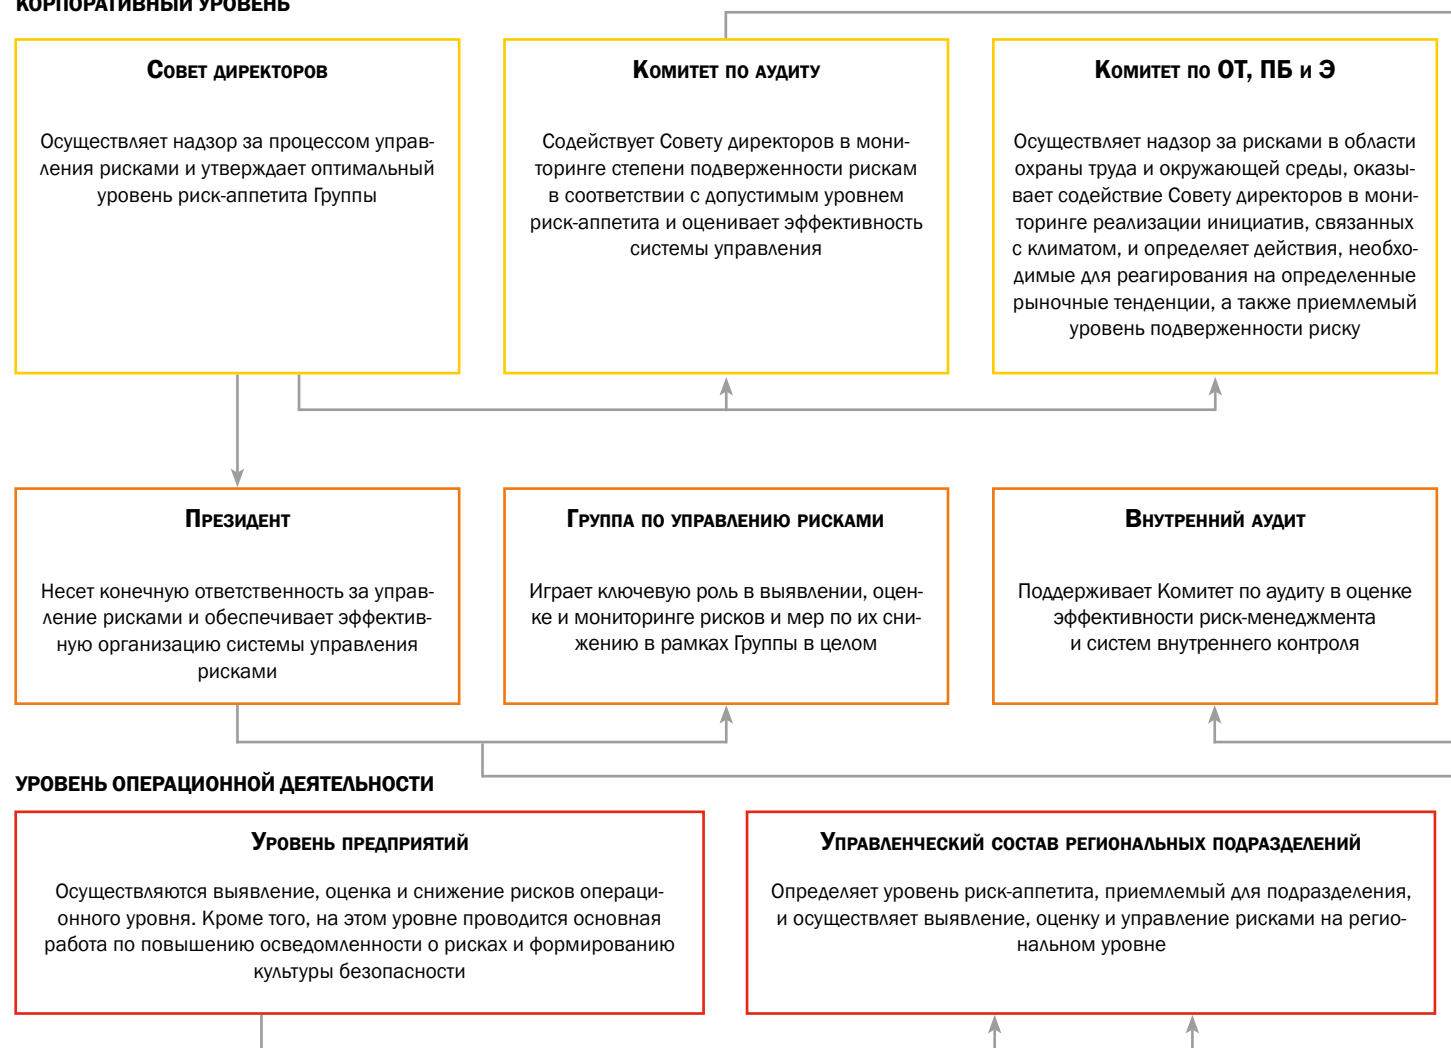 КОРПОРАТИВНЫЙ УРОВЕНЬ
Совет директоров
Осуществляет надзор за процессом управ-
ления рисками и утверждает оптимальный
уровень риск-аппетита Группы
Комитет по аудиту
Содействует Совету директоров в мони-
торинге степени подверженности рискам
в соответствии с допустимым уровнем
риск-аппетита и оценивает эффективность
системы управления
Комитет по ОТ, ПБ и Э
Осуществляет надзор за рисками в области
охраны труда и окружающей среды, оказы-
вает содействие Совету директоров в мони-
торинге реализации инициатив, связанных
с климатом, и определяет действия, необхо-
димые для реагирования на определенные
рыночные тенденции, а также приемлемый
уровень подверженности риску
Президент
Несет конечную ответственность за управ-
ление рисками и обеспечивает эффектив-
ную организацию системы управления
рисками
Группа по управлению рисками
Играет ключевую роль в выявлении, оцен-
ке и мониторинге рисков и мер по их сни-
жению в рамках Группы в целом
Внутренний аудит
Поддерживает Комитет по аудиту в оценке
эффективности риск-менеджмента
и систем внутреннего контроля
УРОВЕНЬ ОПЕРАЦИОННОЙ ДЕЯТЕЛЬНОСТИ
Уровень предприятий
Осуществляются выявление, оценка и снижение рисков операци-
онного уровня. Кроме того, на этом уровне проводится основная
работа по повышению осведомленности о рисках и формированию
культуры безопасности
Управленческий состав региональных подразделений
Определяет уровень риск-аппетита, приемлемый для подразделения,
и осуществляет выявление, оценку и управление рисками на регио-
нальном уровне